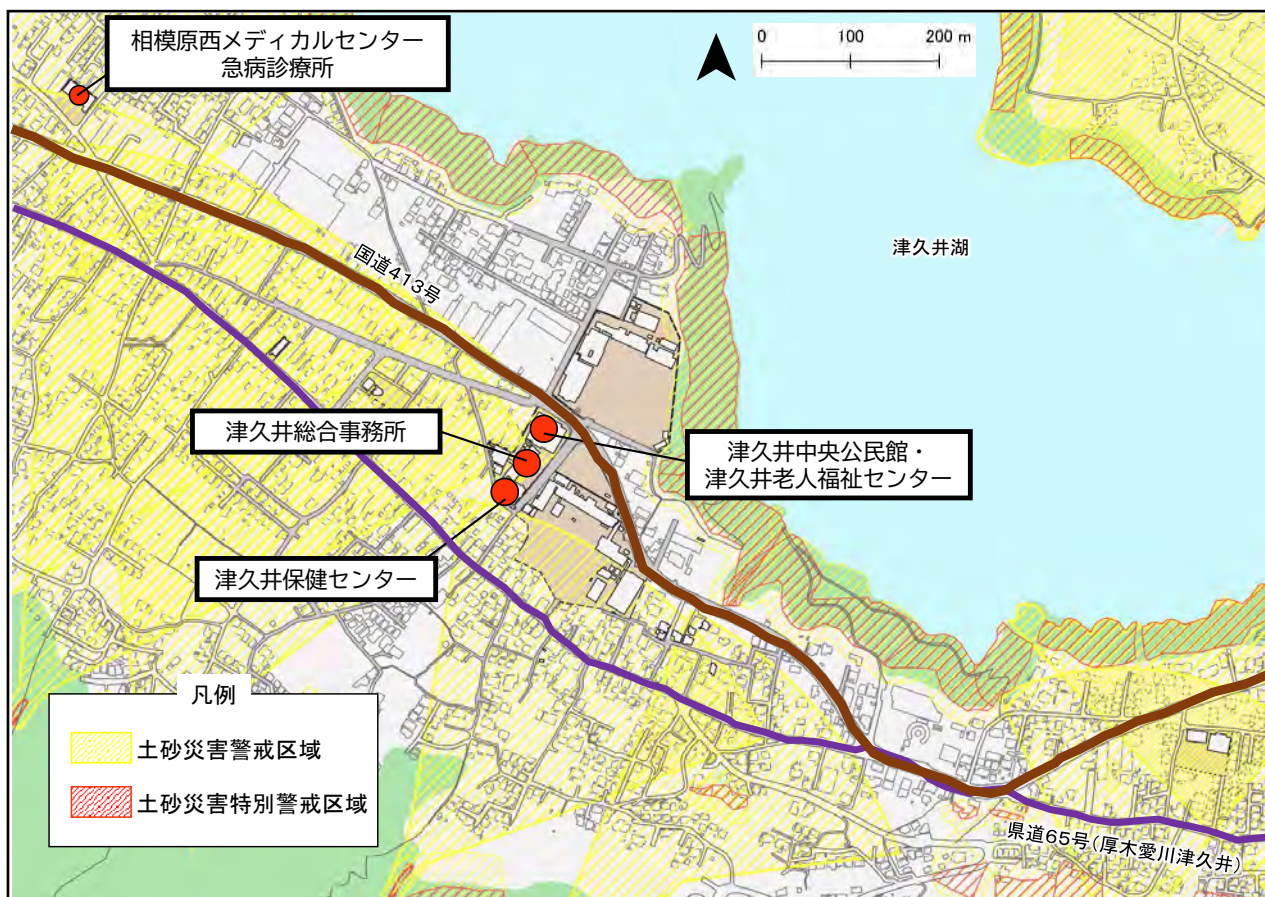 相模原西メディカルセンター
急病診療所
0 100 200 m
津久井湖
国道413号
津久井総合事務所
津久井中央公民館・
津久井老人福祉センター
津久井保健センター
凡例
土砂災害警戒区域
土砂災害特別警戒区域
県道65号(厚木愛川津久井)